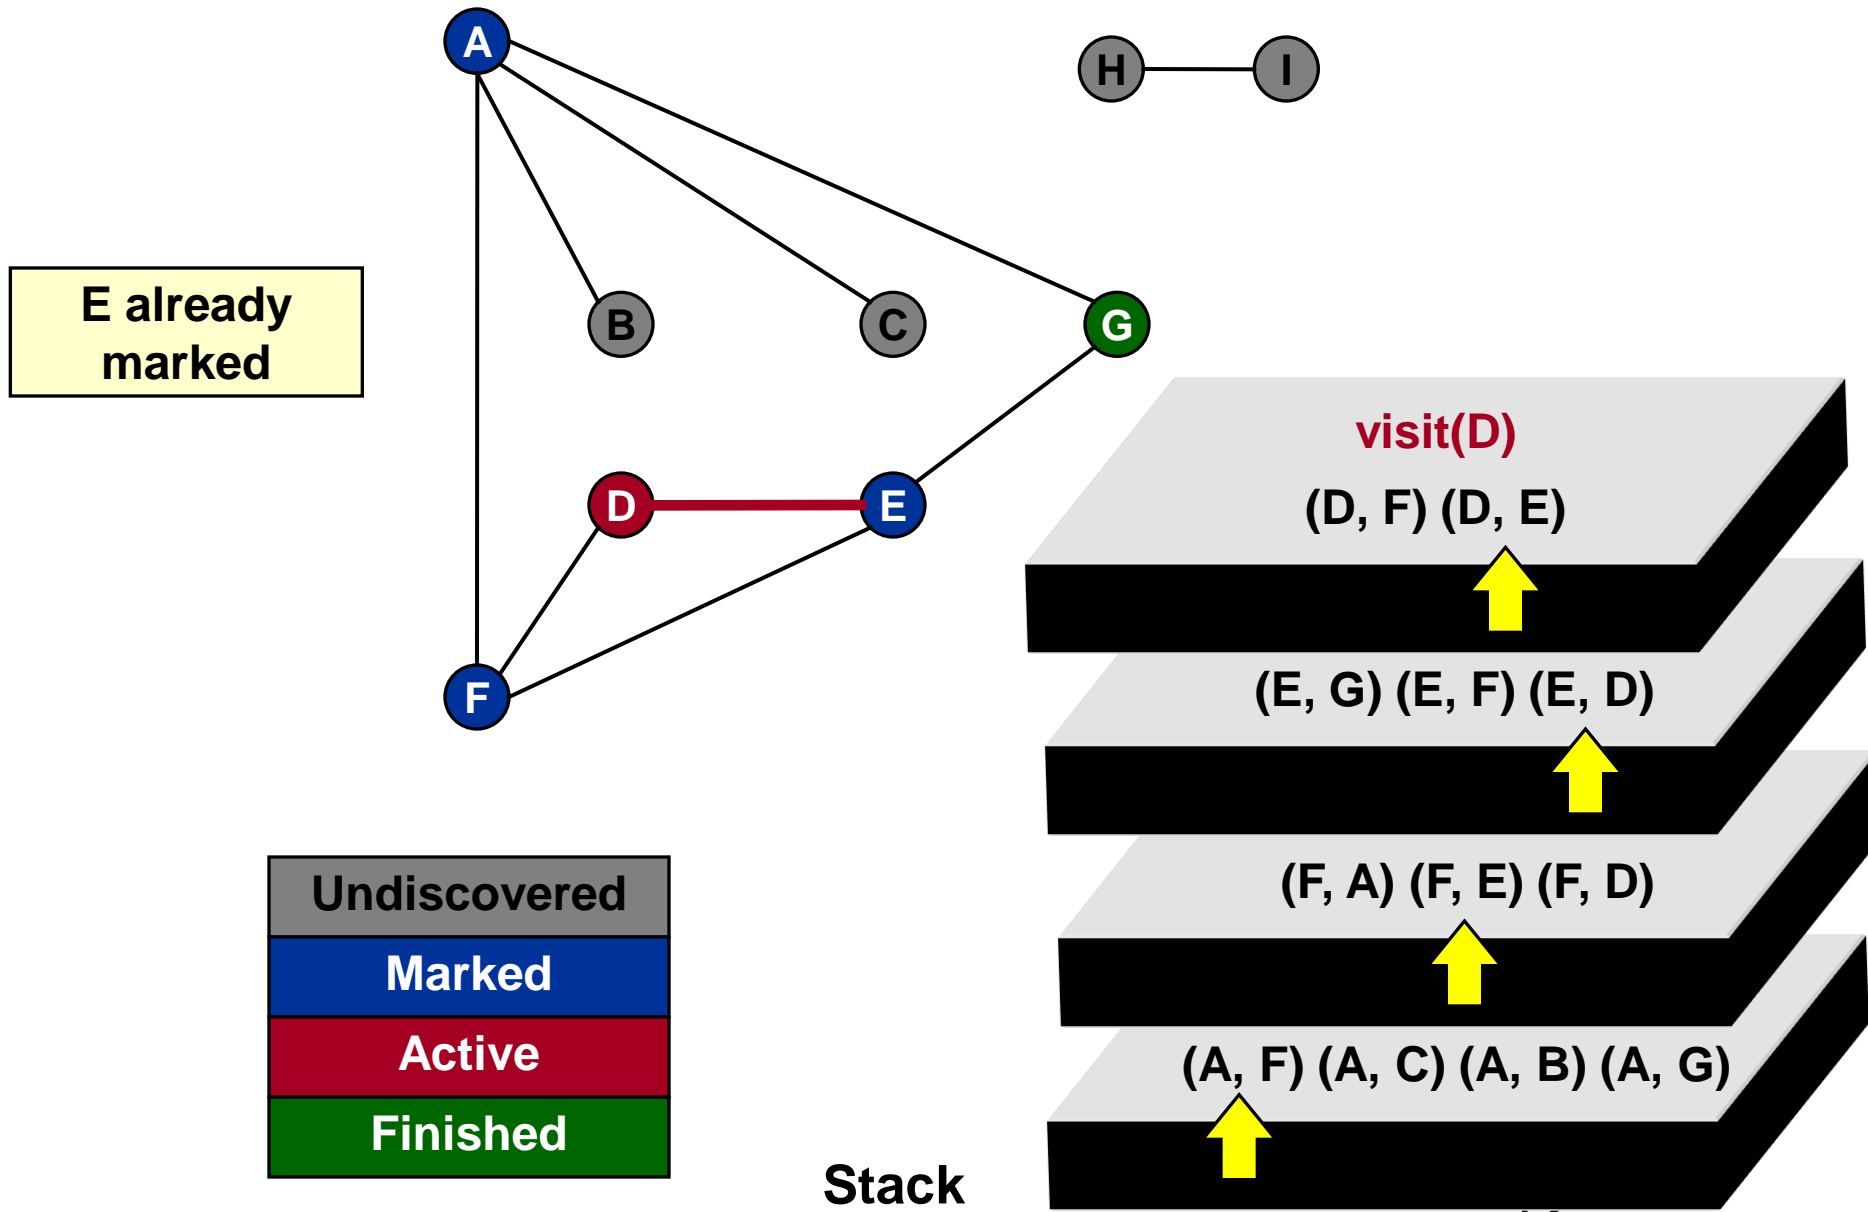 A
H
I
E already
marked
B
C
G
visit(D)
(D, F) (D, E)
D
E
(E, G) (E, F) (E, D)
F
(F, A) (F, E) (F, D)
Undiscovered
Marked
Active
Finished
(A, F) (A, C) (A, B) (A, G)
Stack